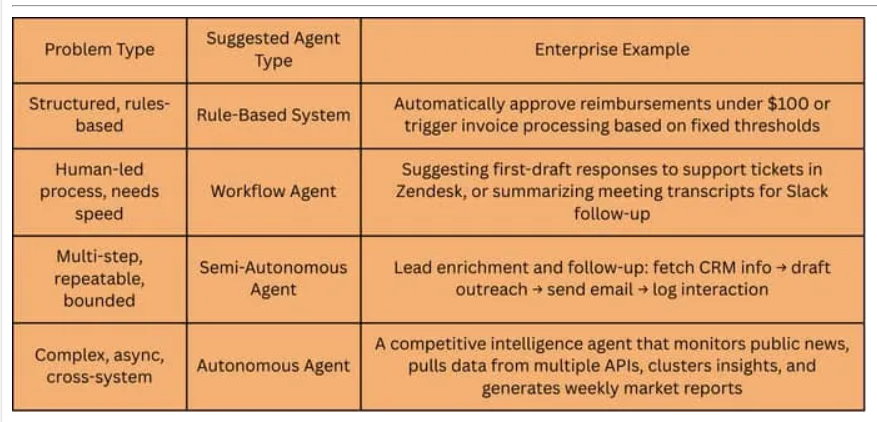 Problem Type
Suggested Agent
Type
Enterprise Example
Structured, rules-
based
Rule-Based System
Automatically approve reimbursements under $100 or
trigger invoice processing based on fixed thresholds
Human-led
process, needs
speed
Workflow Agent
Suggesting first-draft responses to support tickets in
Zendesk, or summarizing meeting transcripts for Slack
follow-up
Multi-step,
repeatable,
bounded
Semi-Autonomous
Agent
Lead enrichment and follow-up: fetch CRM info → draft
outreach → send email → log interaction
Complex, async,
cross-system
Autonomous Agent
A competitive intelligence agent that monitors public news,
pulls data from multiple APIs, clusters insights, and
generates weekly market reports